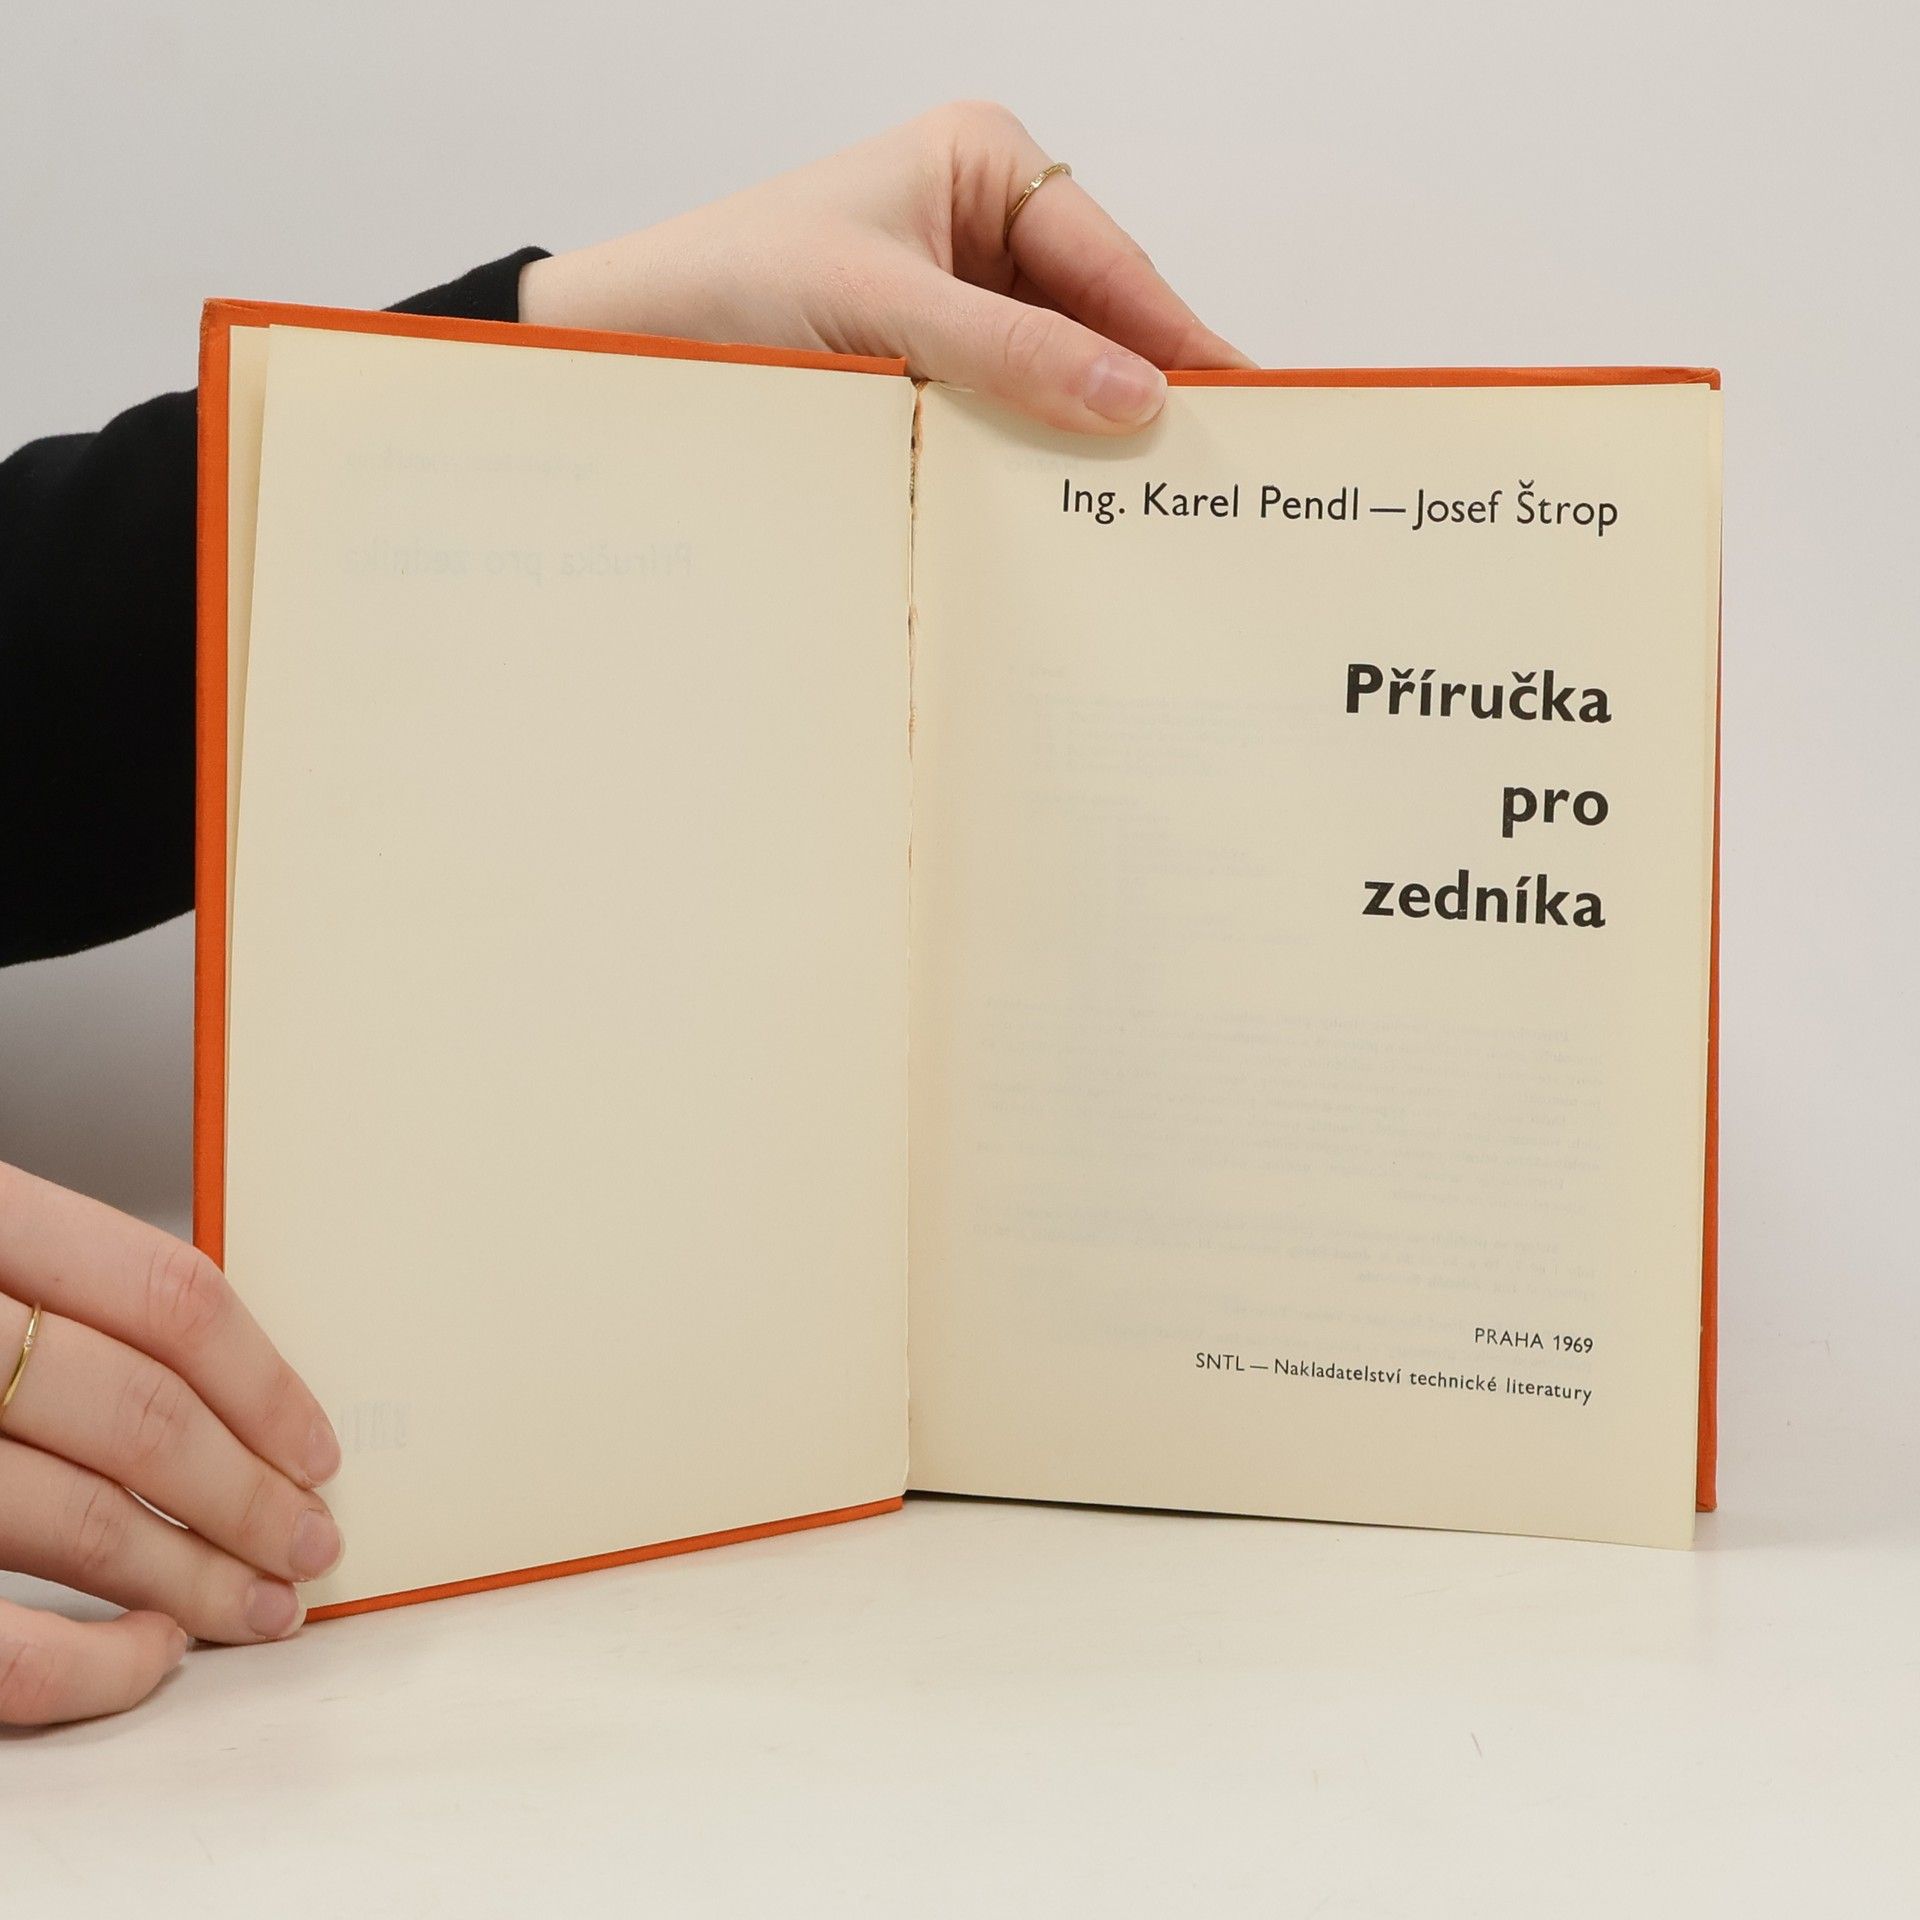 Ing. Karel Pendl — Josef Štrop
Příručka
pro
zedníka
PRAHA 1969
SNTL — Nakladatelství technické literatury